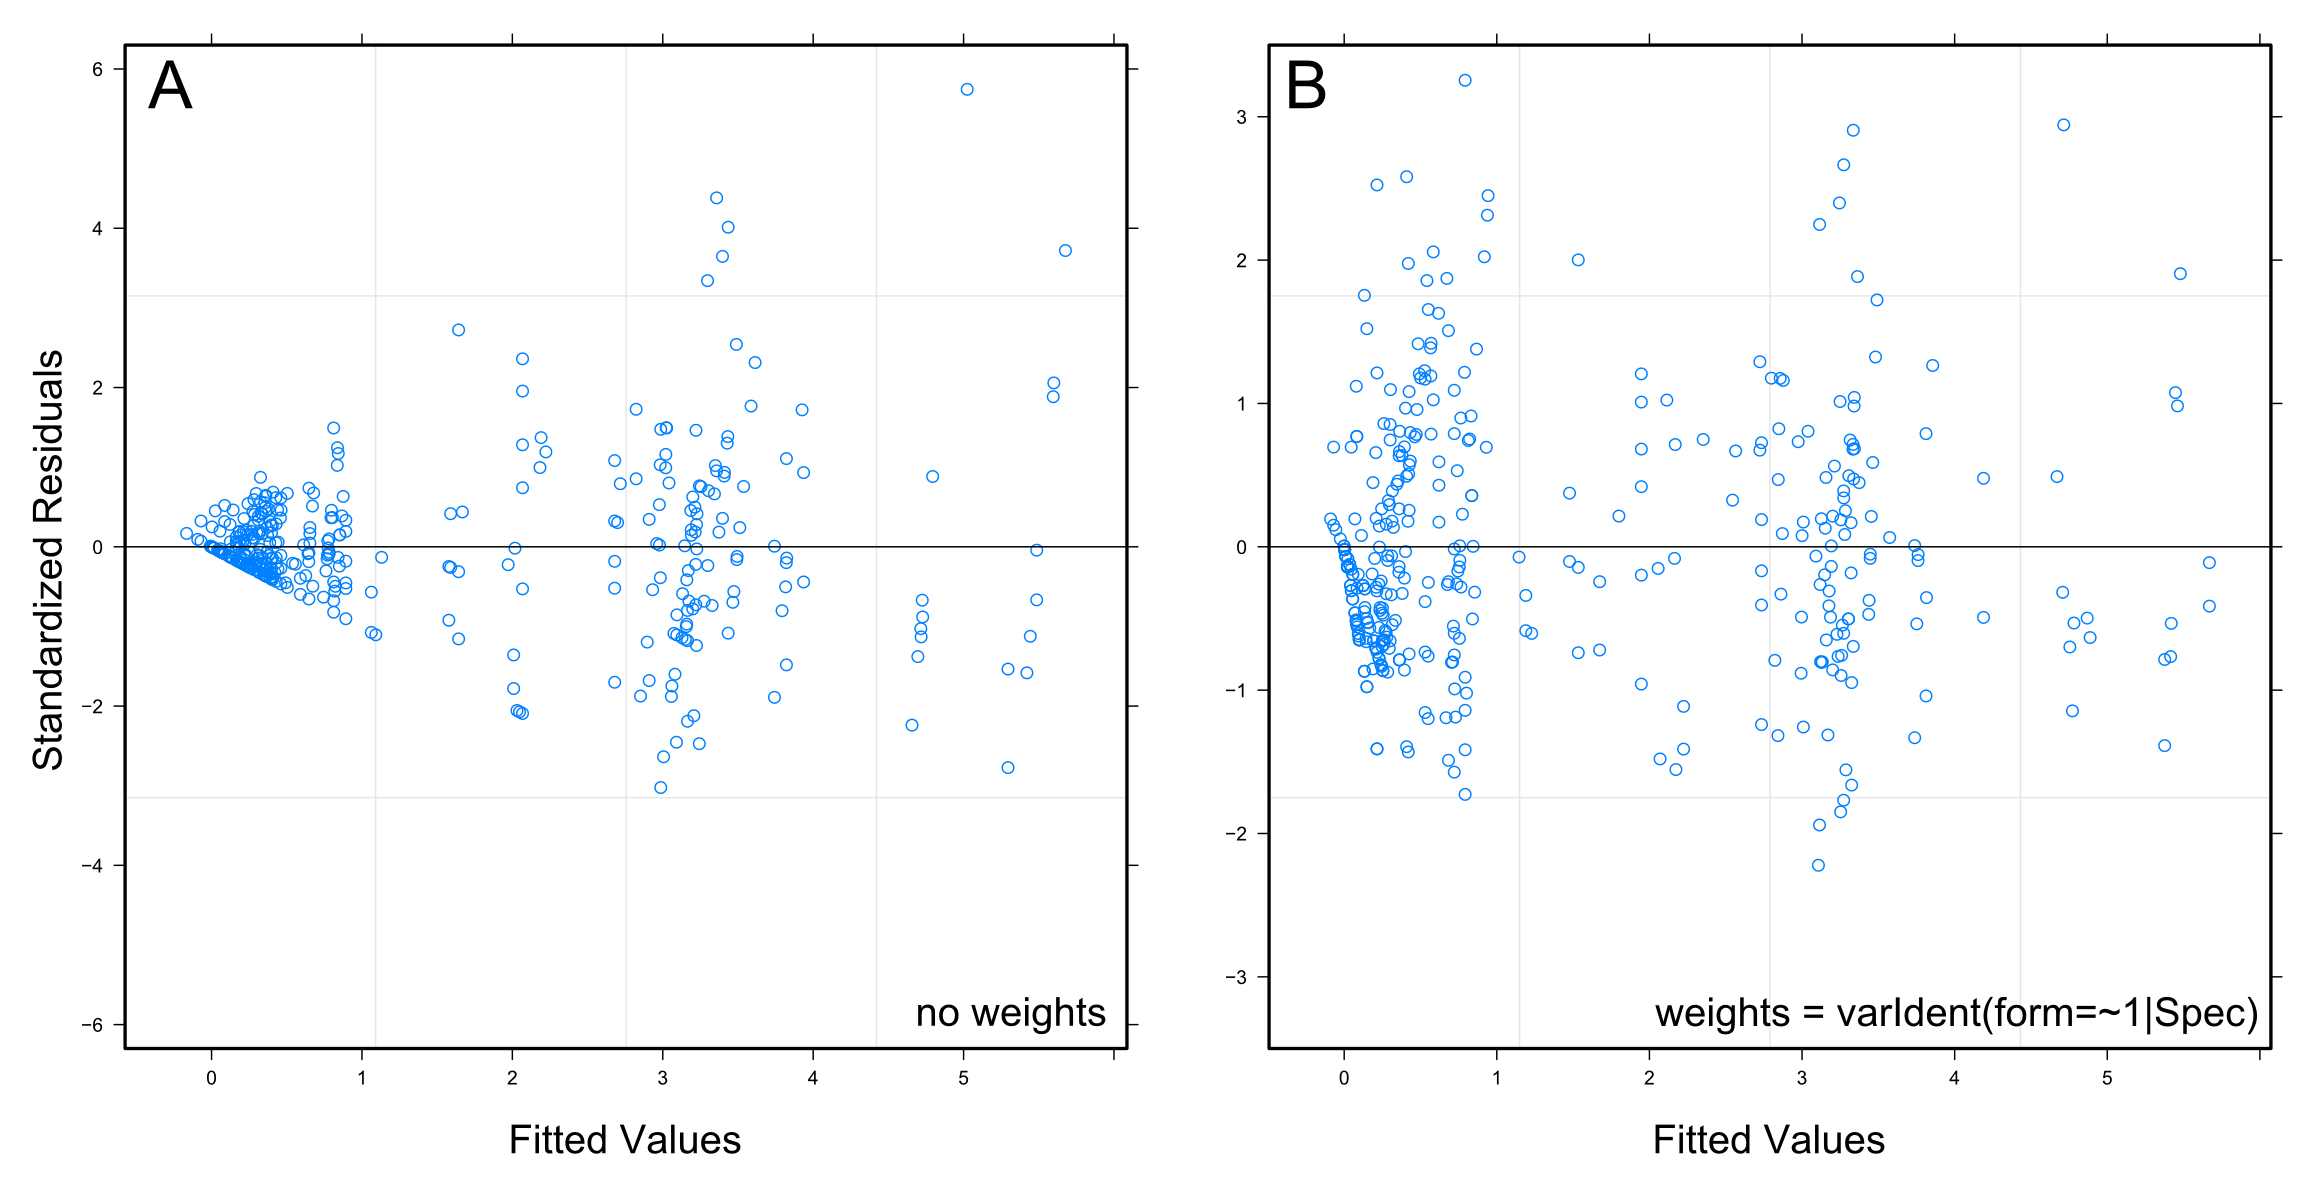 A
B
6
4
2
0
−2
−4
−6
3
2
1
0
−1
−2
−3
Standardized Residuals
no weights
weights = varIdent(form=~1|Spec)
0 1 2 3 4 5
0 1 2 3 4 5
Fitted Values
Fitted Values